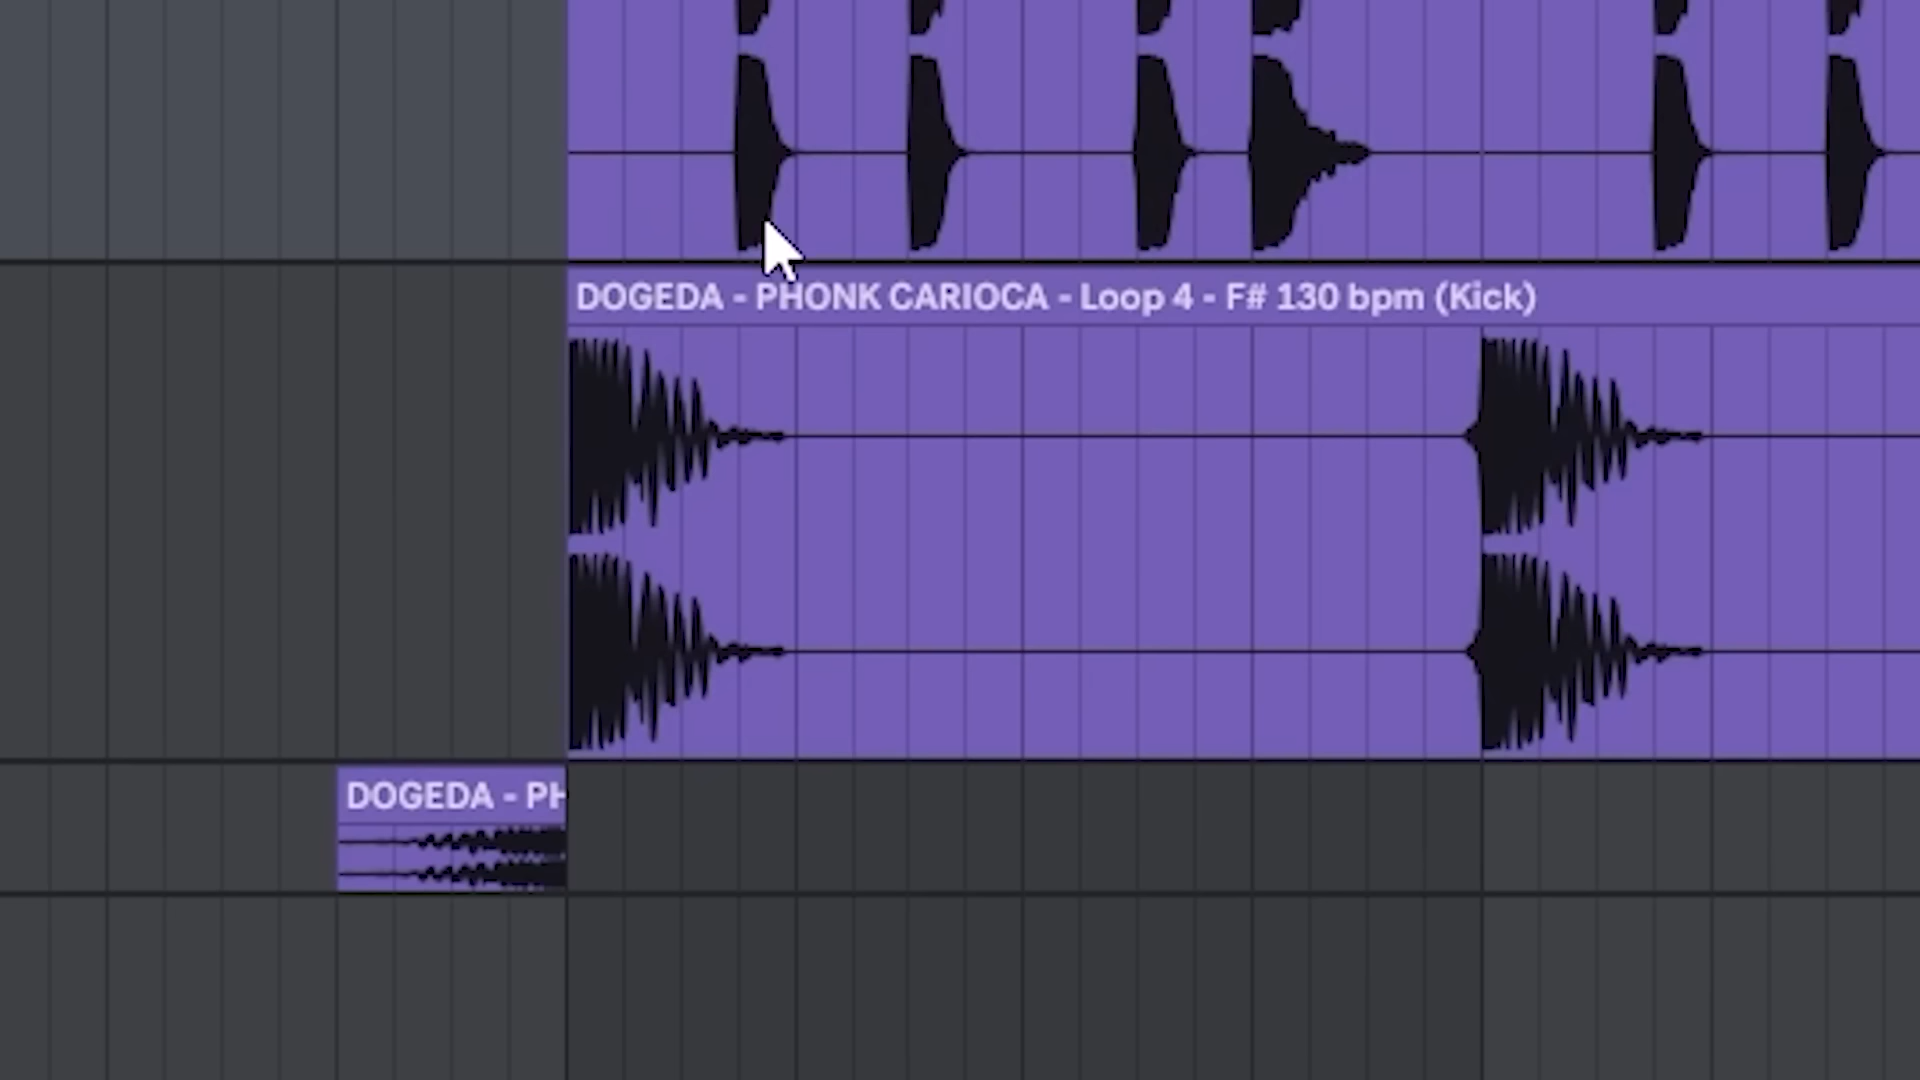 DOGEDA - PHONK CARIOCA - Loop 4 - F# 130 bpm (Kick)
DOGEDA - PH